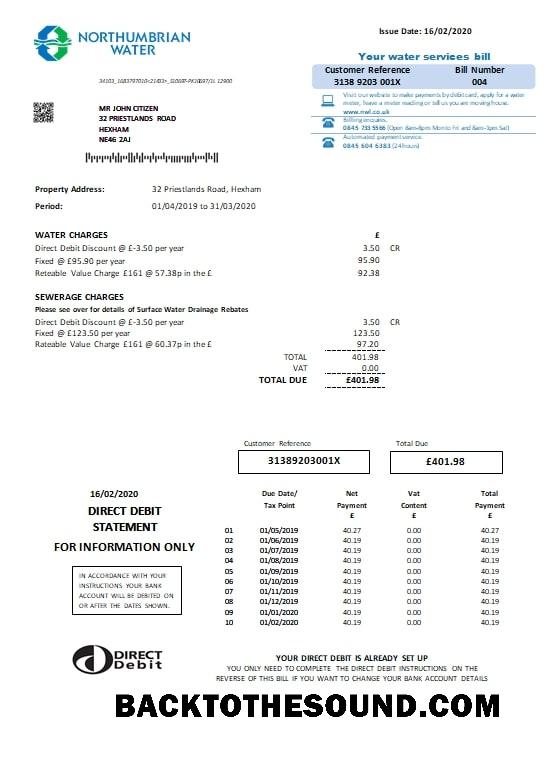 NORTHUMBRIAN
WATER
Issue Date: 16/02/2020
Your water services bill
Customer Reference Bill Number
3138 9203 001X 004
Visit our website to make payments by debit card, apply for a water
meter, leave a meter reading or tell us you are moving house.
www.nwl.co.uk
Billing enquires.
0845 733 5566 (Open 8am-8pm Mon to Fri and 8am-1pm Sat)
Automated payment service.
0845 604 6383 (24 hours)
MR JOHN CITIZEN
32 PRIESTLANDS ROAD
HEXHAM
NE46 2AJ
Property Address: 32 Priestlands Road, Hexham
Period: 01/04/2019 to 31/03/2020
WATER CHARGES £
Direct Debit Discount @ £-3.50 per year 3.50 CR
Fixed @ £95.90 per year 95.90
Reteable Value Charge £161 @ 57.38p in the £ 92.38
SEWERAGE CHARGES
Please see over for details of Surface Water Drainage Rebates
Direct Debit Discount @ £-3.50 per year 3.50 CR
Fixed @ £123.50 per year 123.50
Rateable Value Charge £161 @ 60.37p in the £ 97.20
TOTAL 401.98
VAT 0.00
TOTAL DUE £401.98
Customer Reference Total Due
31389203001X £401.98
16/02/2020
DIRECT DEBIT
STATEMENT
FOR INFORMATION ONLY
IN ACCORDANCE WITH YOUR
INSTRUCTIONS YOUR BANK
ACCOUNT WILL BE DEBITED ON
OR AFTER THE DATES SHOWN.
Due Date/ Net Vat Total
Tax Point Payment Content Payment
£ £ £
01 01/05/2019 40.27 0.00 40.27
02 01/06/2019 40.19 0.00 40.19
03 01/07/2019 40.19 0.00 40.19
04 01/08/2019 40.19 0.00 40.19
05 01/09/2019 40.19 0.00 40.19
06 01/10/2019 40.19 0.00 40.19
07 01/11/2019 40.19 0.00 40.19
08 01/12/2019 40.19 0.00 40.19
09 01/01/2020 40.19 0.00 40.19
10 01/02/2020 40.19 0.00 40.19
DIRECT
Debit
YOUR DIRECT DEBIT IS ALREADY SET UP
YOU ONLY NEED TO COMPLETE THE DIRECT DEBIT INSTRUCTIONS ON THE
REVERSE OF THIS BILL IF YOU WANT TO CHANGE YOUR BANK ACCOUNT DETAILS
BACKTOTHESOUND.COM